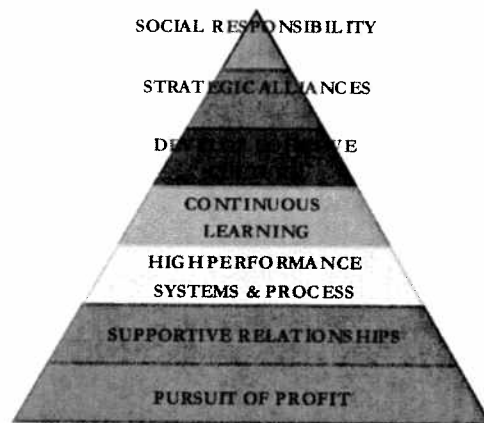 SOCIAL RESPONSIBILITY
STRATEGIC ALLIANCES
CONTINUOUS
LEARNING
HIGH PERFORMANCE
SYSTEMS & PROCESS
SUPPORTIVE RELATIONSHIPS
PURSUIT OF PROFIT